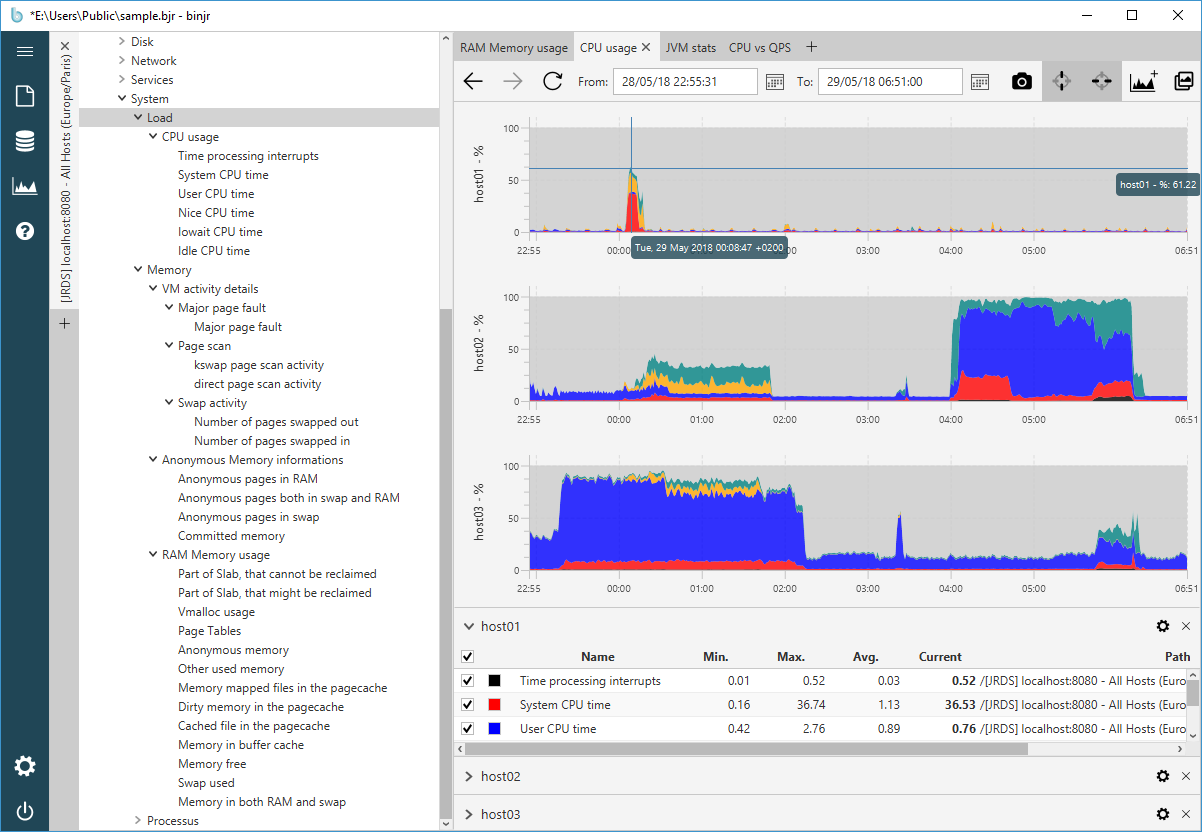 *E:\Users\Public\sample.bjr - binjr
[JRDS] localhost:8080 - All Hosts (Europe/Paris)
Disk
Network
Services
System
Load
CPU usage
Time processing interrupts
System CPU time
User CPU time
Nice CPU time
Iowait CPU time
Idle CPU time
Memory
VM activity details
Major page fault
Major page fault
Page scan
kswap page scan activity
direct page scan activity
Swap activity
Number of pages swapped out
Number of pages swapped in
Anonymous Memory informations
Anonymous pages in RAM
Anonymous pages both in swap and RAM
Anonymous pages in swap
Committed memory
RAM Memory usage
Part of Slab, that cannot be reclaimed
Part of Slab, that might be reclaimed
Vmalloc usage
Page Tables
Anonymous memory
Other used memory
Memory mapped files in the pagecache
Dirty memory in the pagecache
Cached file in the pagecache
Memory in buffer cache
Memory free
Swap used
Memory in both RAM and swap
Processus
RAM Memory usage CPU usage JVM stats CPU vs QPS
From: 28/05/18 22:55:31 To: 29/05/18 06:51:00
host01 - %
100
50
0
host01 - %: 61.22
Tue, 29 May 2018 00:08:47 +0200
22:55 00:00 01:00 02:00 03:00 04:00 05:00 06:51
host02 - %
100
50
0
22:55 00:00 01:00 02:00 03:00 04:00 05:00 06:51
host03 - %
100
50
0
22:55 00:00 01:00 02:00 03:00 04:00 05:00 06:51
host01
Name Min. Max. Avg. Current Path
Time processing interrupts 0.01 0.52 0.03 0.52 /[JRDS] localhost:8080 - All Hosts (Euro
System CPU time 0.16 36.74 1.13 36.53 /[JRDS] localhost:8080 - All Hosts (Euro
User CPU time 0.42 2.76 0.89 0.76 /[JRDS] localhost:8080 - All Hosts (Euro
host02
host03